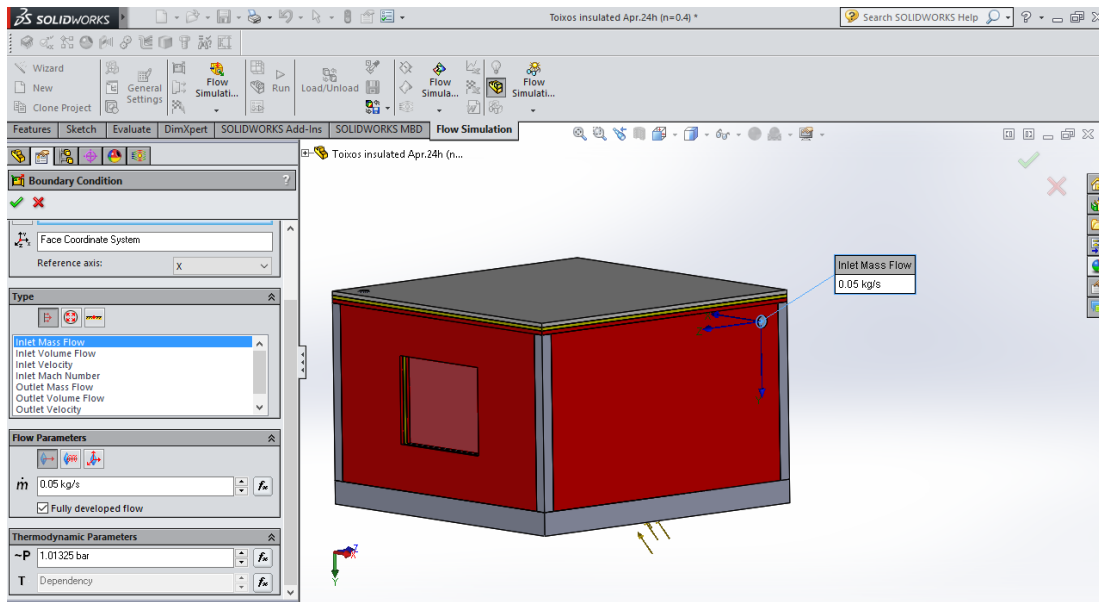 SOLIDWORKS
Toixos insulated Apr.24h (n=0.4) *
Search SOLIDWORKS Help
?
Wizard
New
Clone Project
General Settings
Flow Simulati...
Run
Load/Unload
Flow Simula...
Flow Simulati...
Features
Sketch
Evaluate
DimXpert
SOLIDWORKS Add-Ins
SOLIDWORKS MBD
Flow Simulation
Toixos insulated Apr.24h (n...
Boundary Condition
?
Face Coordinate System
Reference axis:
X
Type
Inlet Mass Flow
Inlet Volume Flow
Inlet Velocity
Inlet Mach Number
Outlet Mass Flow
Outlet Volume Flow
Outlet Velocity
Flow Parameters
ṁ 0.05 kg/s
Fully developed flow
Thermodynamic Parameters
~P 1.01325 bar
T Dependency
Inlet Mass Flow
0.05 kg/s
Z
X
Y